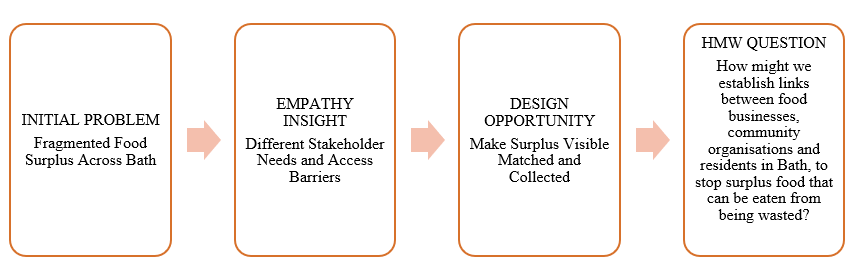 INITIAL PROBLEM
Fragmented Food
Surplus Across Bath
EMPATHY
INSIGHT
Different Stakeholder
Needs and Access
Barriers
DESIGN
OPPORTUNITY
Make Surplus Visible
Matched and
Collected
HMW QUESTION
How might we
establish links
between food
businesses,
community
organisations and
residents in Bath, to
stop surplus food that
can be eaten from
being wasted?